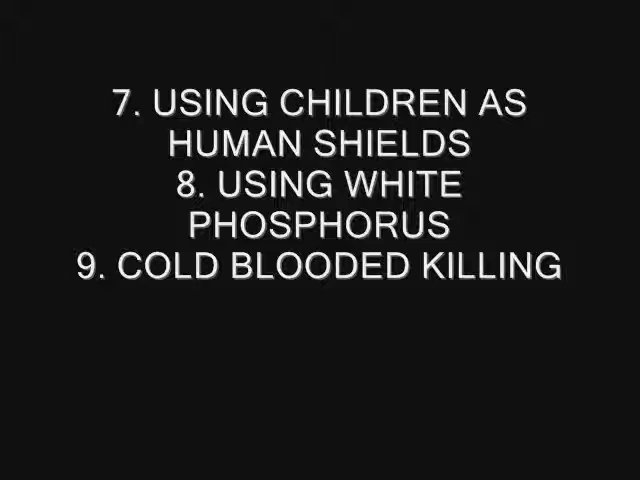 7. USING CHILDREN AS
HUMAN SHIELDS
8. USING WHITE
PHOSPHORUS
9. COLD BLOODED KILLING